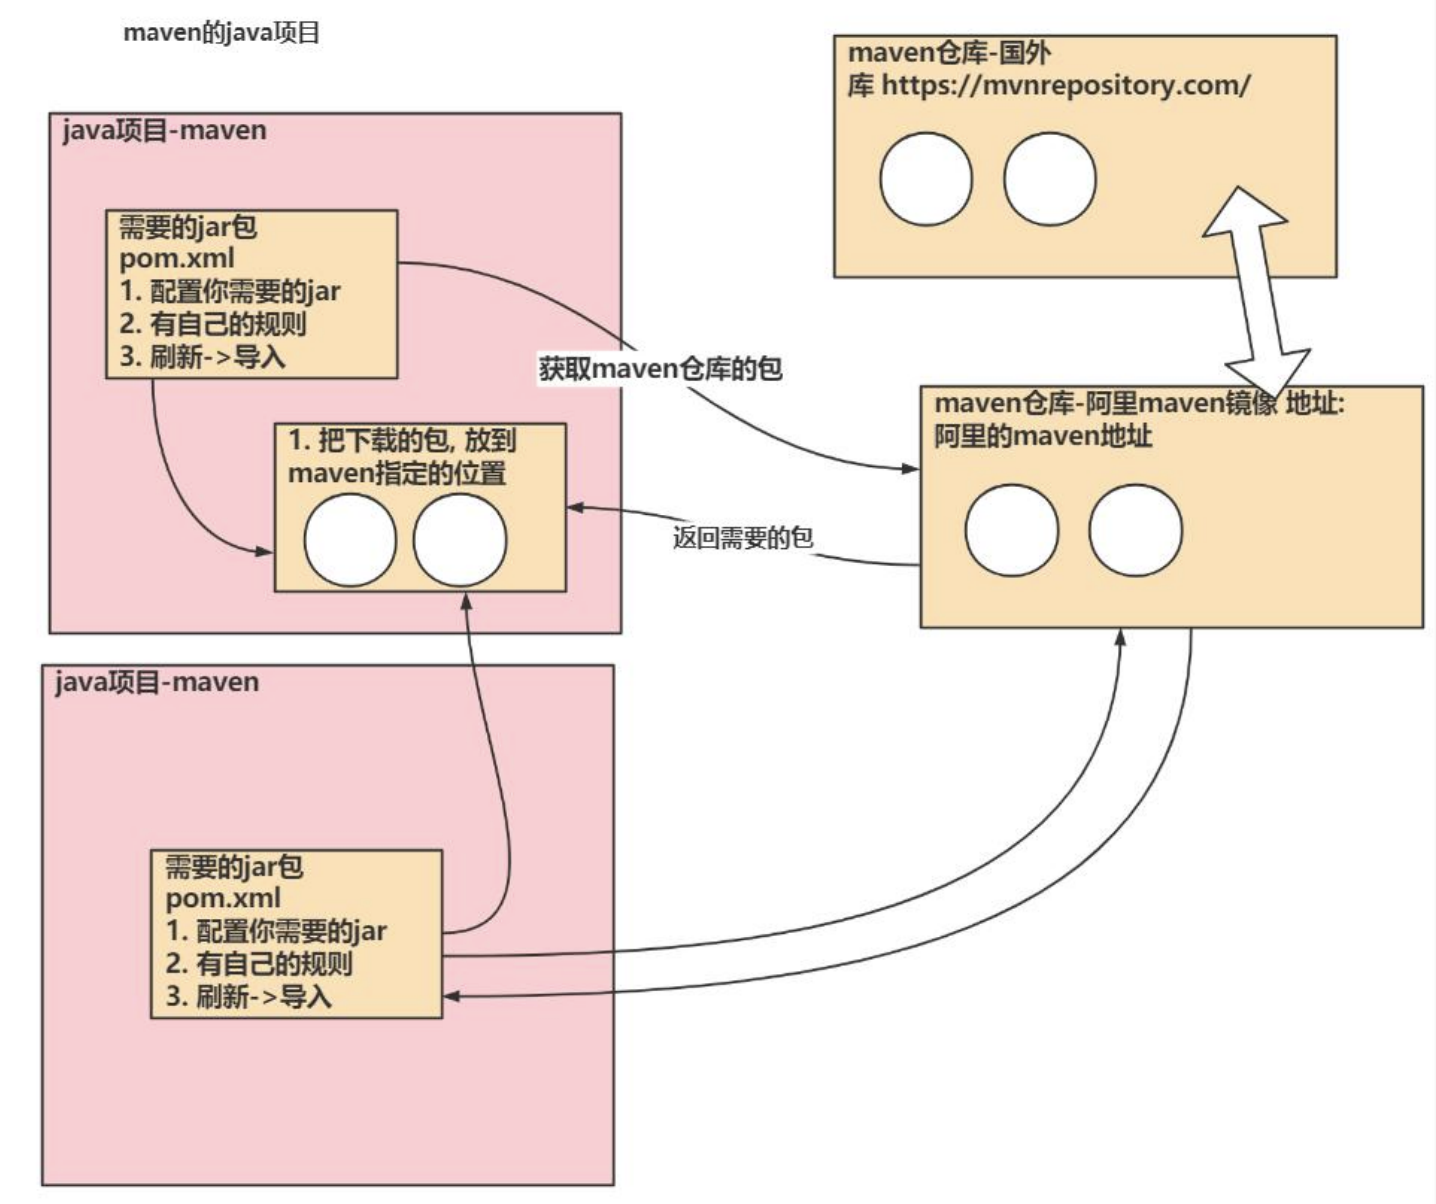 maven的java项目
maven仓库-国外
库 https://mvnrepository.com/
java项目-maven
需要的jar包
pom.xml
1. 配置你需要的jar
2. 有自己的规则
3. 刷新->导入
获取maven仓库的包
maven仓库-阿里maven镜像 地址:
阿里的maven地址
1. 把下载的包, 放到
maven指定的位置
返回需要的包
java项目-maven
需要的jar包
pom.xml
1. 配置你需要的jar
2. 有自己的规则
3. 刷新->导入